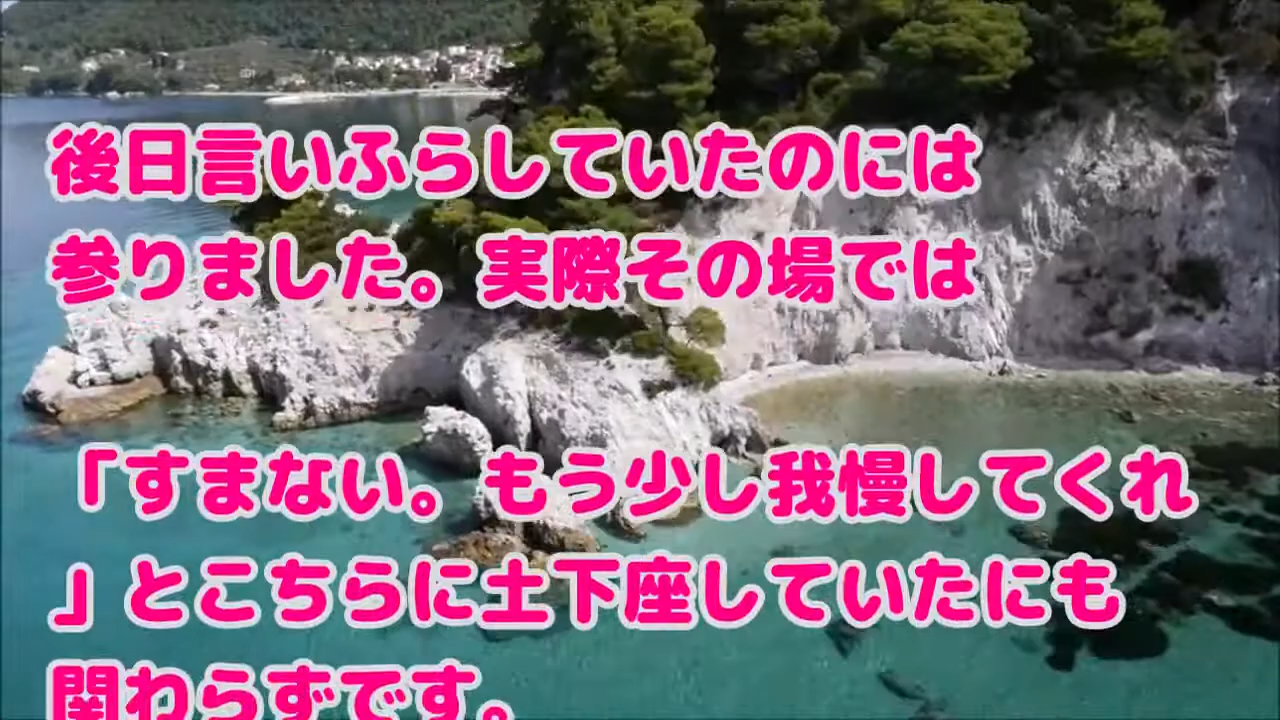 後日言いふらしていたのには
参りました。実際その場では
「すまない。もう少し我慢してくれ
」とこちらに土下座していたにも
関わらずです。